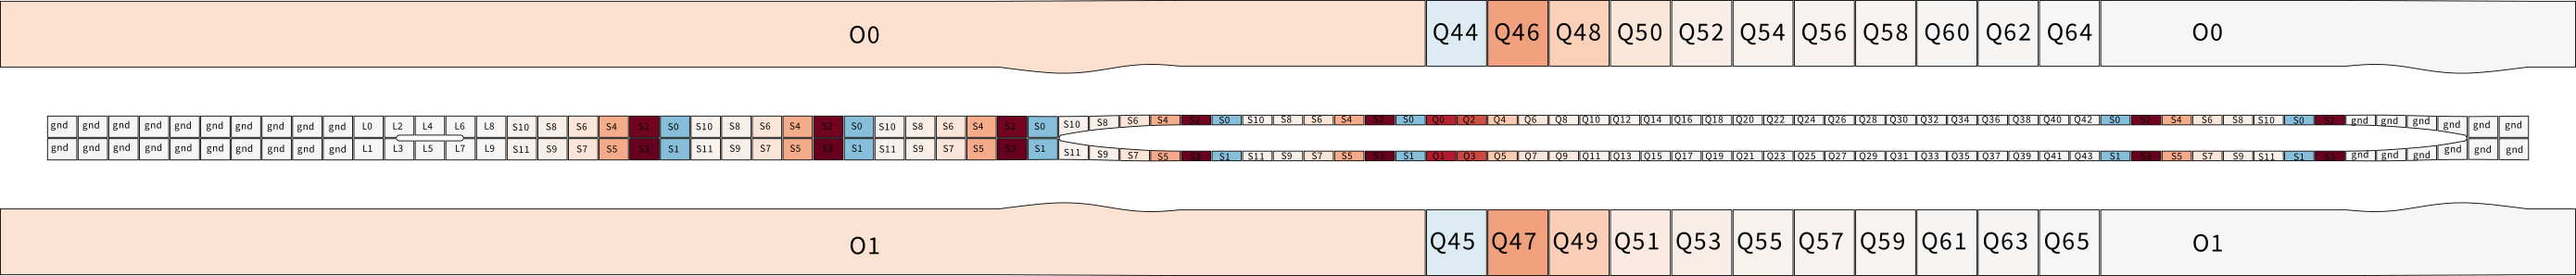 O0 Q44 Q46 Q48 Q50 Q52 Q54 Q56 Q58 Q60 Q62 Q64 O0
gnd gnd gnd gnd gnd gnd gnd gnd gnd gnd L0 L2 L4 L6 L8 S10 S8 S6 S4 S2 S0 S10 S8 S6 S4 S2 S0 S10 S8 S6 S4 S2 S0 S10 S8 S6 S4 S2 S0 S10 S8 S6 S4 S2 S0 Q0 Q2 Q4 Q6 Q8 Q10 Q12 Q14 Q16 Q18 Q20 Q22 Q24 Q26 Q28 Q30 Q32 Q34 Q36 Q38 Q40 Q42 S0 S2 S4 S6 S8 S10 S0 S2 gnd gnd gnd gnd gnd gnd
gnd gnd gnd gnd gnd gnd gnd gnd gnd gnd L1 L3 L5 L7 L9 S11 S9 S7 S5 S3 S1 S11 S9 S7 S5 S3 S1 S11 S9 S7 S5 S3 S1 S11 S9 S7 S5 S3 S1 S11 S9 S7 S5 S3 S1 Q1 Q3 Q5 Q7 Q9 Q11 Q13 Q15 Q17 Q19 Q21 Q23 Q25 Q27 Q29 Q31 Q33 Q35 Q37 Q39 Q41 Q43 S1 S3 S5 S7 S9 S11 S1 S3 gnd gnd gnd gnd gnd gnd
O1 Q45 Q47 Q49 Q51 Q53 Q55 Q57 Q59 Q61 Q63 Q65 O1